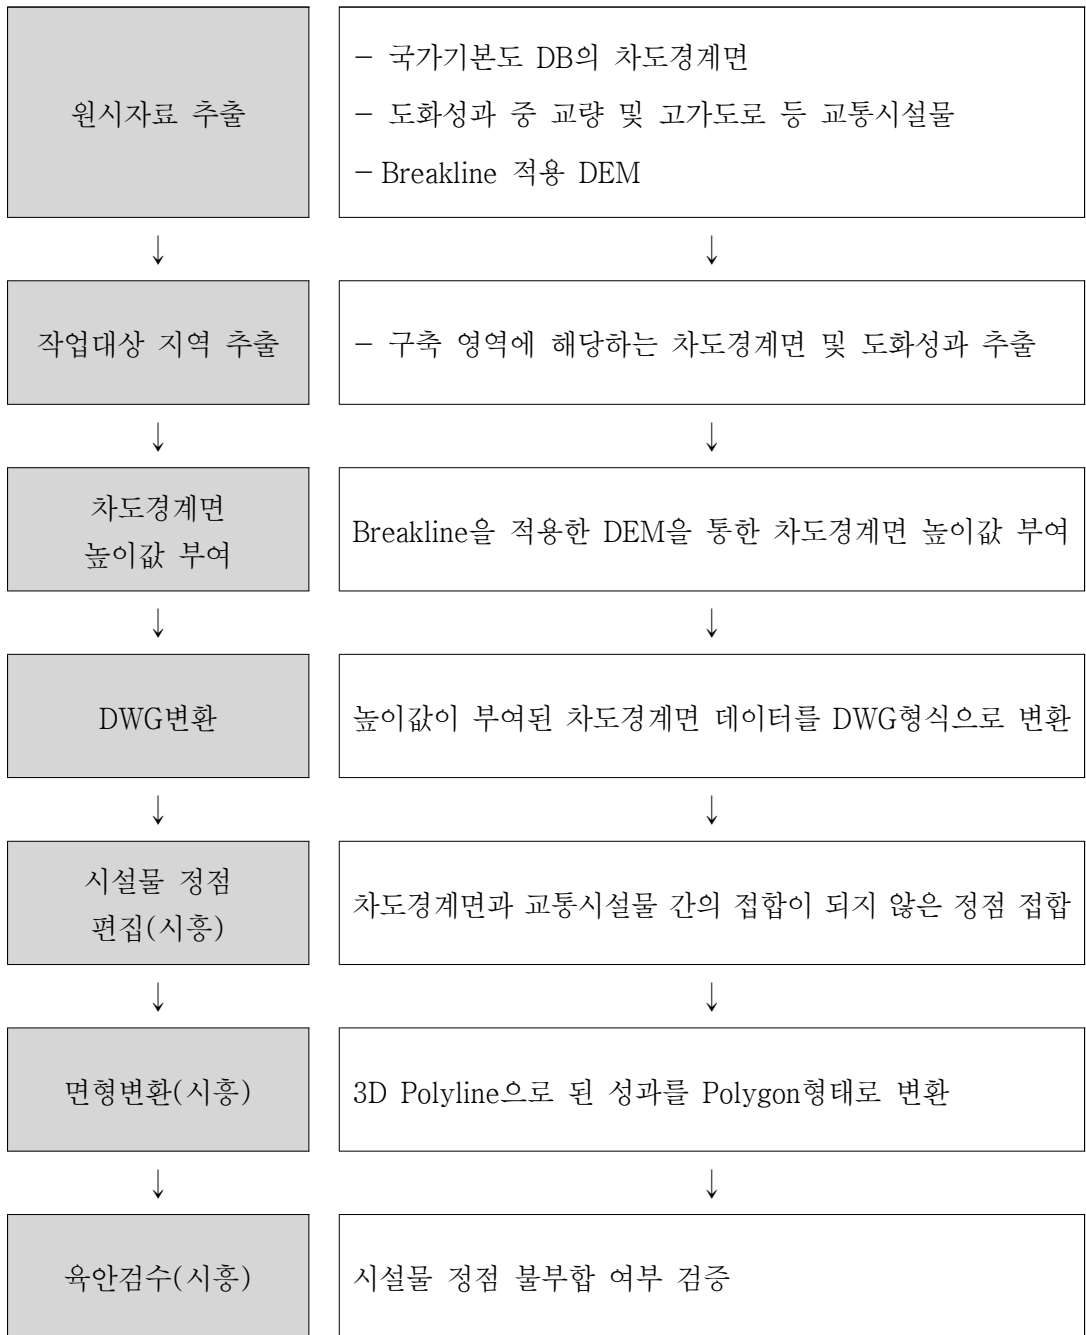 원시자료 추출
- 국가기본도 DB의 차도경계면
- 도화성과 중 교량 및 고가도로 등 교통시설물
- Breakline 적용 DEM
↓
↓
작업대상 지역 추출
- 구축 영역에 해당하는 차도경계면 및 도화성과 추출
↓
↓
차도경계면
높이값 부여
Breakline을 적용한 DEM을 통한 차도경계면 높이값 부여
↓
↓
DWG변환
높이값이 부여된 차도경계면 데이터를 DWG형식으로 변환
↓
↓
시설물 정점
편집(시흥)
차도경계면과 교통시설물 간의 접합이 되지 않은 정점 접합
↓
↓
면형변환(시흥)
3D Polyline으로 된 성과를 Polygon형태로 변환
↓
↓
육안검수(시흥)
시설물 정점 불부합 여부 검증